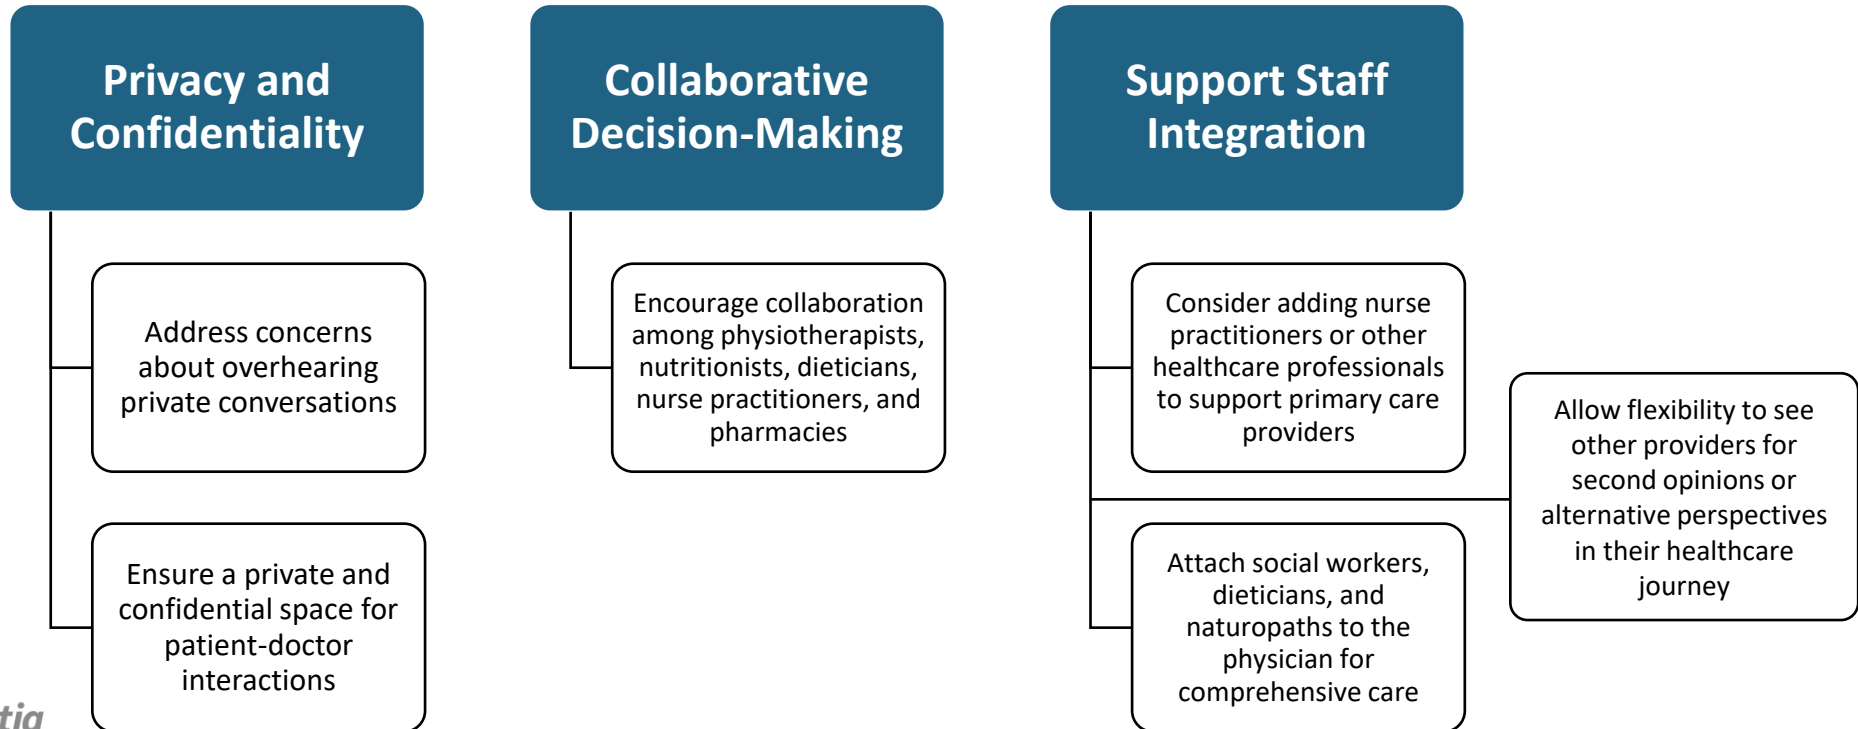 Privacy and
Confidentiality
Address concerns
about overhearing
private conversations
Ensure a private and
confidential space for
patient-doctor
interactions
Collaborative
Decision-Making
Encourage collaboration
among physiotherapists,
nutritionists, dieticians,
nurse practitioners, and
pharmacies
Support Staff
Integration
Consider adding nurse
practitioners or other
healthcare professionals
to support primary care
providers
Attach social workers,
dieticians, and
naturopaths to the
physician for
comprehensive care
Allow flexibility to see
other providers for
second opinions or
alternative perspectives
in their healthcare
journey